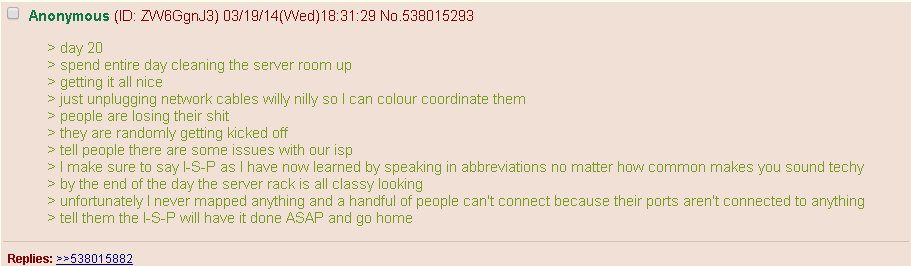 Anonymous (ID: ZW6GgnJ3) 03/19/14(Wed)18:31:29 No.538015293
> day 20
> spend entire day cleaning the server room up
> getting it all nice
> just unplugging network cables willy nilly so I can colour coordinate them
> people are losing their shit
> they are randomly getting kicked off
> tell people there are some issues with our isp
> I make sure to say I-S-P as I have now learned by speaking in abbreviations no matter how common makes you sound techy
> by the end of the day the server rack is all classy looking
> unfortunately I never mapped anything and a handful of people can't connect because their ports aren't connected to anything
> tell them the I-S-P will have it done ASAP and go home
Replies: >>538015882